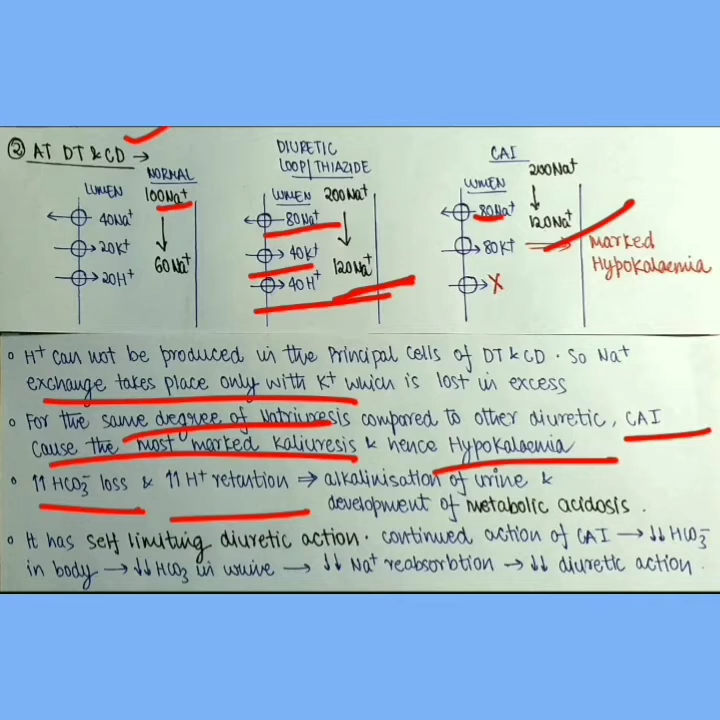 ② AT DT & CD →
NORMAL
LUMEN 100Na⁺
40Na⁺
20K⁺
20H⁺
60Na⁺
DIURETIC
LOOP/THIAZIDE
LUMEN 200Na⁺
80Na⁺
40K⁺
40H⁺
120Na⁺
CAI
200Na⁺
LUMEN
80Na⁺
120Na⁺
80K⁺
X
Marked
Hypokalaemia
◦ H⁺ can not be produced in the Principal cells of DT & CD. So Na⁺
exchange takes place only with K⁺ which is lost in excess
◦ For the same degree of Natriuresis compared to other diuretic, CAI
cause the most marked Kaliuresis & hence Hypokalaemia
◦ ↑↑ HCO₃⁻ loss & ↑↑ H⁺ retantion ⇒ alkalinisation of urine &
development of metabolic acidosis.
◦ It has self limiting diuretic action. continued action of CAI → ↓↓ HCO₃⁻
in body → ↓↓ HCO₃ in urine → ↓↓ Na⁺ reabsorbtion → ↓↓ diuretic action.